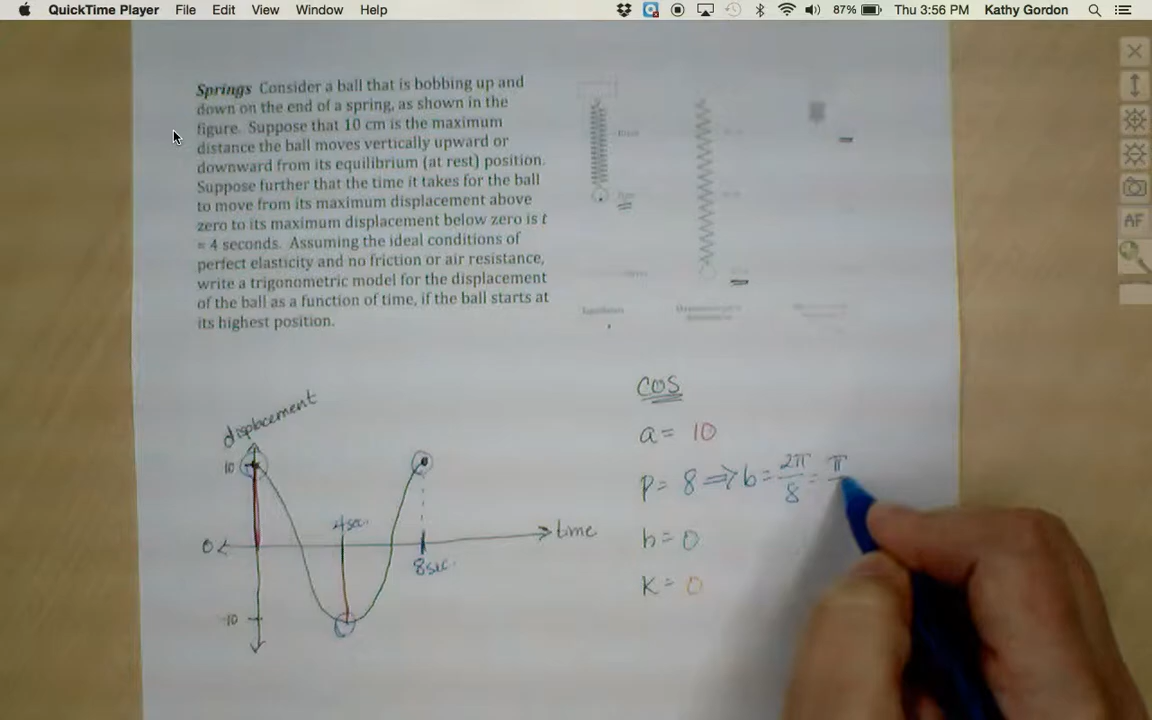 QuickTime Player File Edit View Window Help 87% Thu 3:56 PM Kathy Gordon
Springs Consider a ball that is bobbing up and
down on the end of a spring, as shown in the
figure. Suppose that 10 cm is the maximum
distance the ball moves vertically upward or
downward from its equilibrium (at rest) position.
Suppose further that the time it takes for the ball
to move from its maximum displacement above
zero to its maximum displacement below zero is t
= 4 seconds. Assuming the ideal conditions of
perfect elasticity and no friction or air resistance,
write a trigonometric model for the displacement
of the ball as a function of time, if the ball starts at
its highest position.
AF
displacement
10
0
-10
4 sec.
8 sec.
time
cos
a = 10
p = 8 ⇒ b = 2π/8 = π
h = 0
k = 0